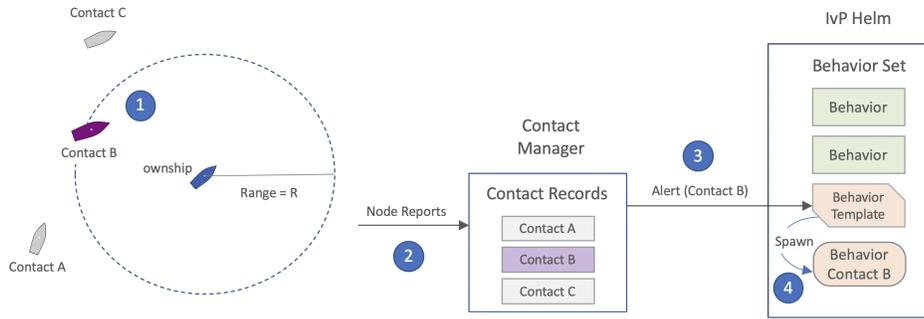 Contact C
1
Contact B
ownship
Range = R
Contact A
Node Reports
2
Contact
Manager
Contact Records
Contact A
Contact B
Contact C
3
Alert (Contact B)
IvP Helm
Behavior Set
Behavior
Behavior
Behavior
Template
Spawn
Behavior
Contact B
4